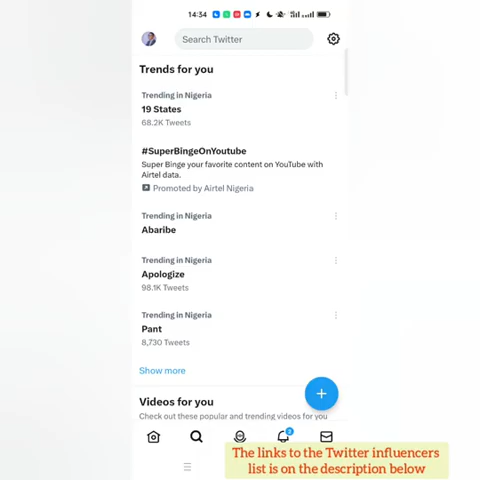 14:34
Search Twitter
Trends for you
Trending in Nigeria
19 States
68.2K Tweets
#SuperBingeOnYoutube
Super Binge your favorite content on YouTube with
Airtel data.
Promoted by Airtel Nigeria
Trending in Nigeria
Abaribe
Trending in Nigeria
Apologize
98.1K Tweets
Trending in Nigeria
Pant
8,730 Tweets
Show more
Videos for you
Check out these popular and trending videos for you
The links to the Twitter influencers
list is on the description below